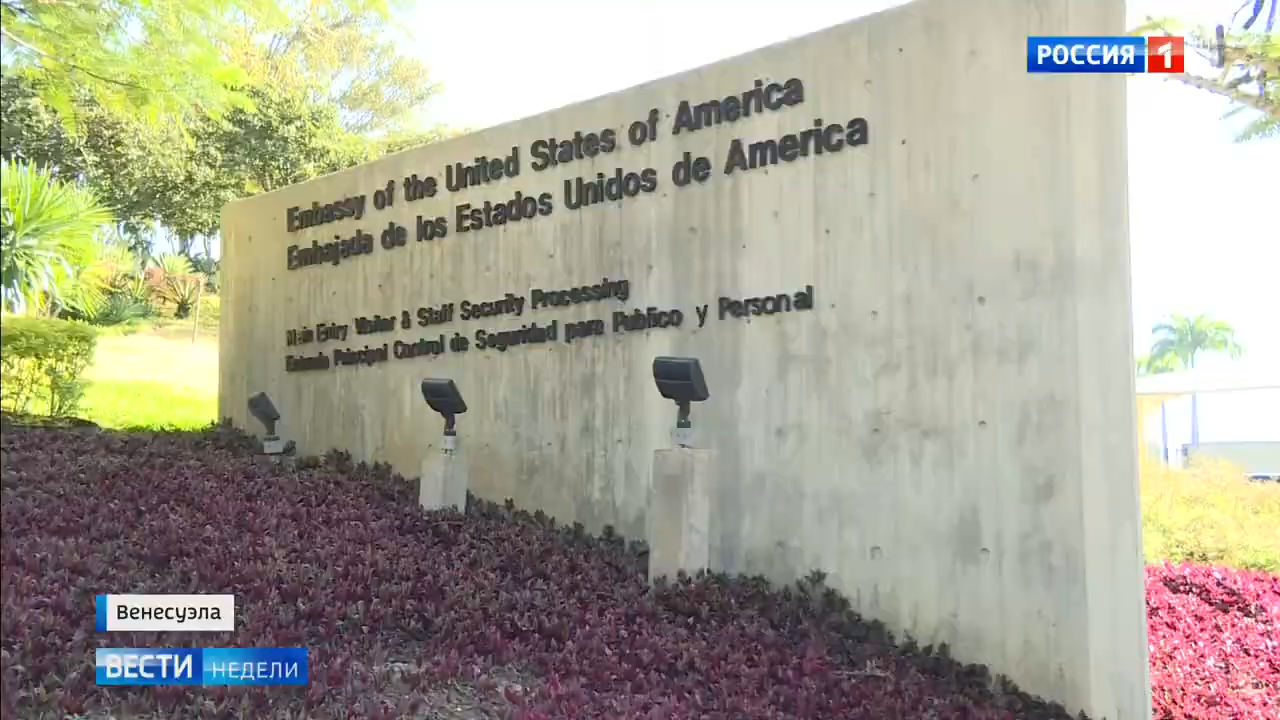 РОССИЯ 1
Embassy of the United States of America
Embajada de los Estados Unidos de America
Main Entry Visitor & Staff Security Processing
Entrada Principal Control de Seguridad para Publico y Personal
Венесуэла
ВЕСТИ НЕДЕЛИ